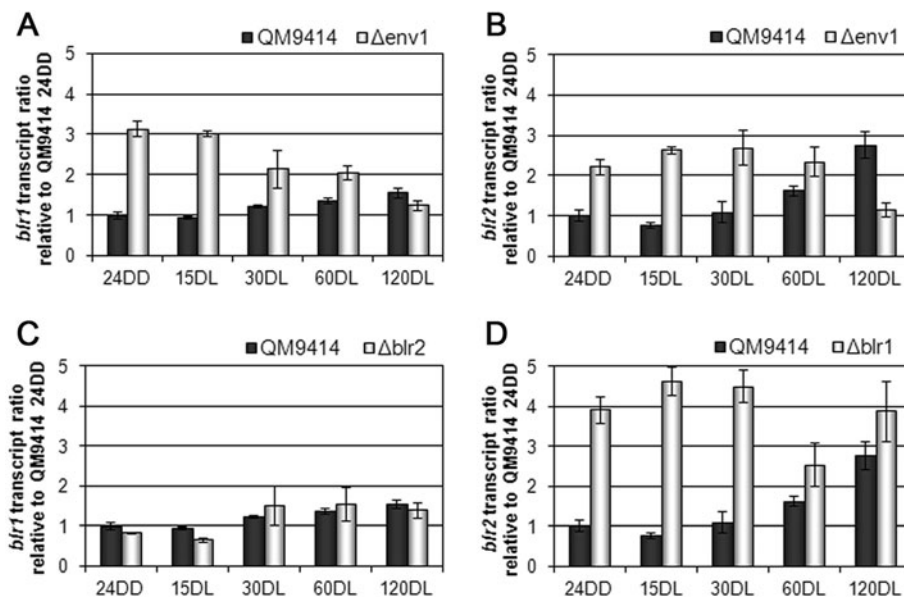 A
QM9414 Δenv1
blr1 transcript ratio
relative to QM9414 24DD
5
4
3
2
1
0
24DD 15DL 30DL 60DL 120DL
B
QM9414 Δenv1
blr2 transcript ratio
relative to QM9414 24DD
5
4
3
2
1
0
24DD 15DL 30DL 60DL 120DL
C
QM9414 Δblr2
blr1 transcript ratio
relative to QM9414 24DD
5
4
3
2
1
0
24DD 15DL 30DL 60DL 120DL
D
QM9414 Δblr1
blr2 transcript ratio
relative to QM9414 24DD
5
4
3
2
1
0
24DD 15DL 30DL 60DL 120DL